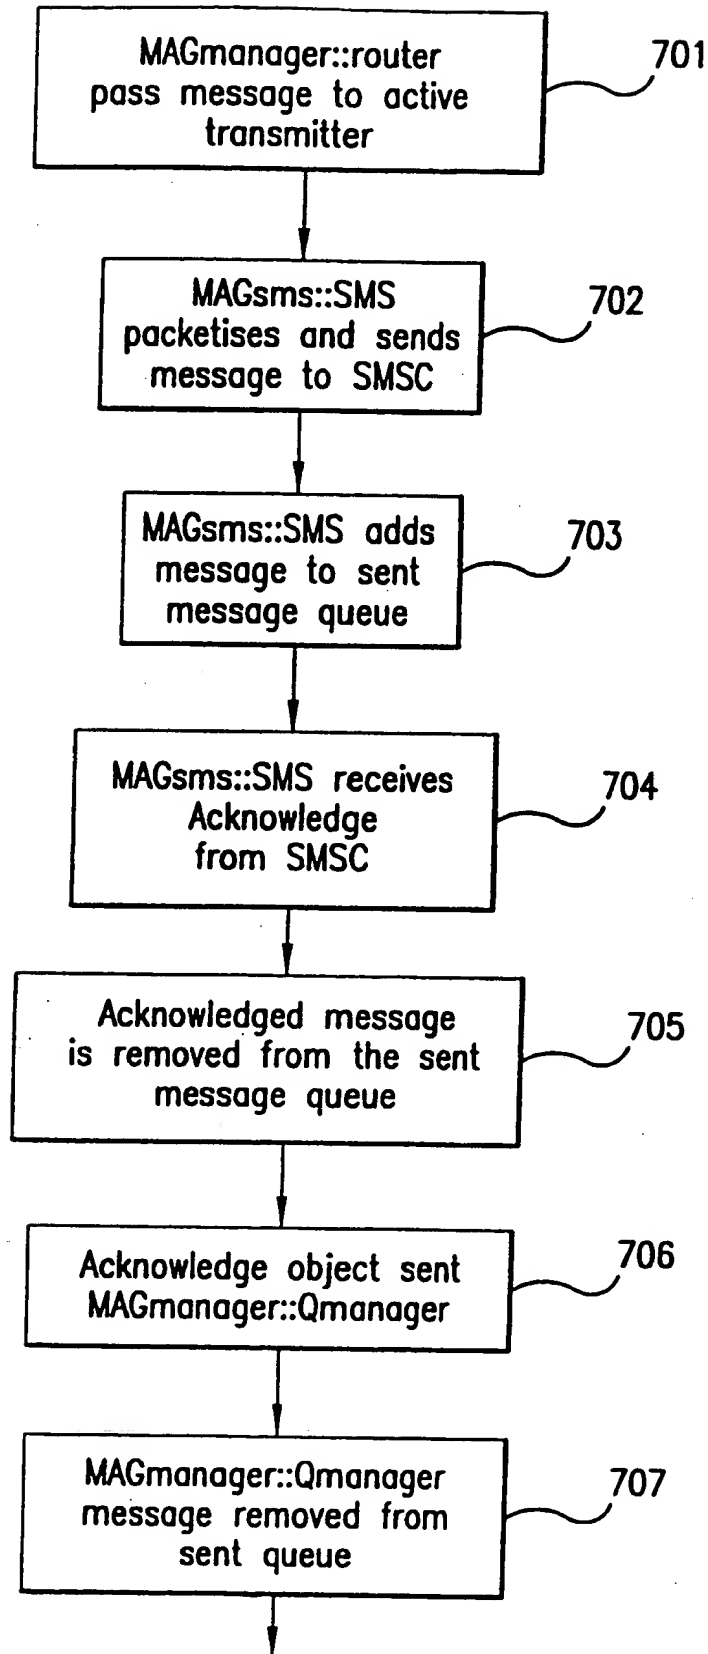 MAGmanager::router
pass message to active
transmitter
701
MAGsms::SMS
packetises and sends
message to SMSC
702
MAGsms::SMS adds
message to sent
message queue
703
MAGsms::SMS receives
Acknowledge
from SMSC
704
Acknowledged message
is removed from the sent
message queue
705
Acknowledge object sent
MAGmanager::Qmanager
706
MAGmanager::Qmanager
message removed from
sent queue
707